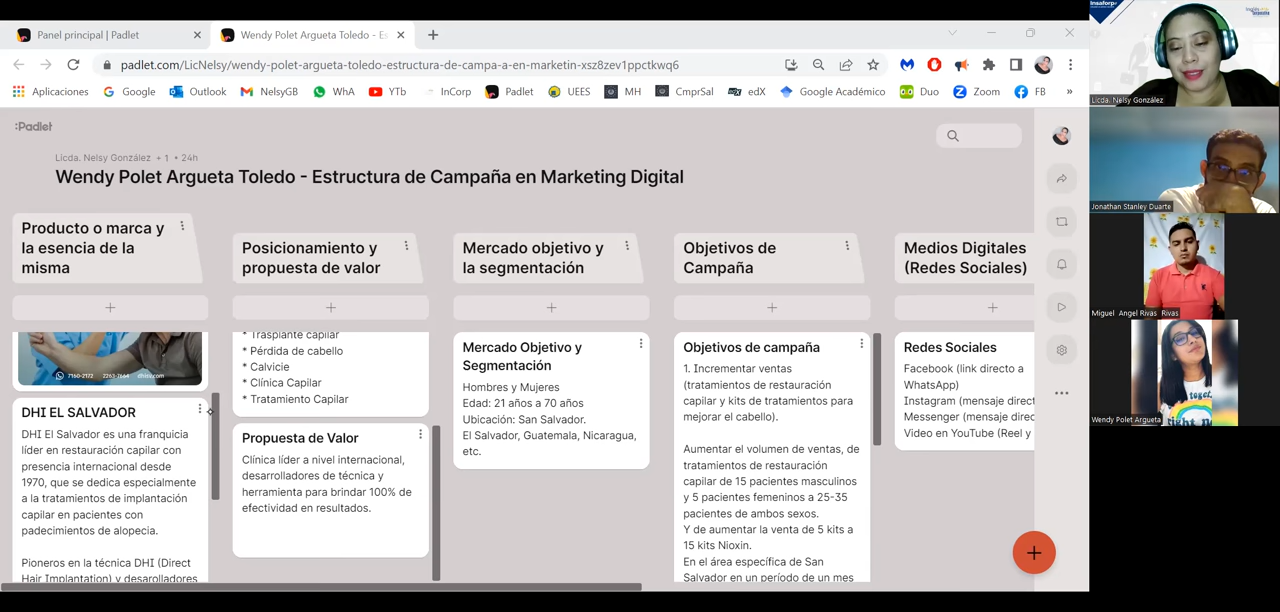 Panel principal | Padlet
Wendy Polet Argueta Toledo - Es
padlet.com/LicNelsy/wendy-polet-argueta-toledo-estructura-de-campa-a-en-marketin-xsz8zev1ppctkwq6
Aplicaciones Google Outlook NelsyGB WhA YTb InCorp Padlet UEES MH CmprSal edX Google Académico Duo Zoom FB »
:Padlet
Licda. Nelsy González + 1 • 24h
Wendy Polet Argueta Toledo - Estructura de Campaña en Marketing Digital
Producto o marca y
la esencia de la
misma
7160-2172 2263-7664 dhisv.com
DHI EL SALVADOR
DHI El Salvador es una franquicia
líder en restauración capilar con
presencia internacional desde
1970, que se dedica especialmente
a la tratamientos de implantación
capilar en pacientes con
padecimientos de alopecia.
Pioneros en la técnica DHI (Direct
Hair Implantation) y desarolladores
Posicionamiento y
propuesta de valor
* Trasplante capilar
* Pérdida de cabello
* Calvicie
* Clínica Capilar
* Tratamiento Capilar
Propuesta de Valor
Clínica líder a nivel internacional,
desarrolladores de técnica y
herramienta para brindar 100% de
efectividad en resultados.
Mercado objetivo y
la segmentación
Mercado Objetivo y
Segmentación
Hombres y Mujeres
Edad: 21 años a 70 años
Ubicación: San Salvador.
El Salvador, Guatemala, Nicaragua,
etc.
Objetivos de
Campaña
Objetivos de campaña
1. Incrementar ventas
(tratamientos de restauración
capilar y kits de tratamientos para
mejorar el cabello).
Aumentar el volumen de ventas, de
tratamientos de restauración
capilar de 15 pacientes masculinos
y 5 pacientes femeninos a 25-35
pacientes de ambos sexos.
Y de aumentar la venta de 5 kits a
15 kits Nioxin.
En el área específica de San
Salvador en un período de un mes
Medios Digitales
(Redes Sociales)
Redes Sociales
Facebook (link directo a
WhatsApp)
Instagram (mensaje direc
Messenger (mensaje direc
Video en YouTube (Reel y
Insaforp
Licda. Nelsy González
Jonathan Stanley Duarte
Miguel Angel Rivas Rivas
Wendy Polet Argueta